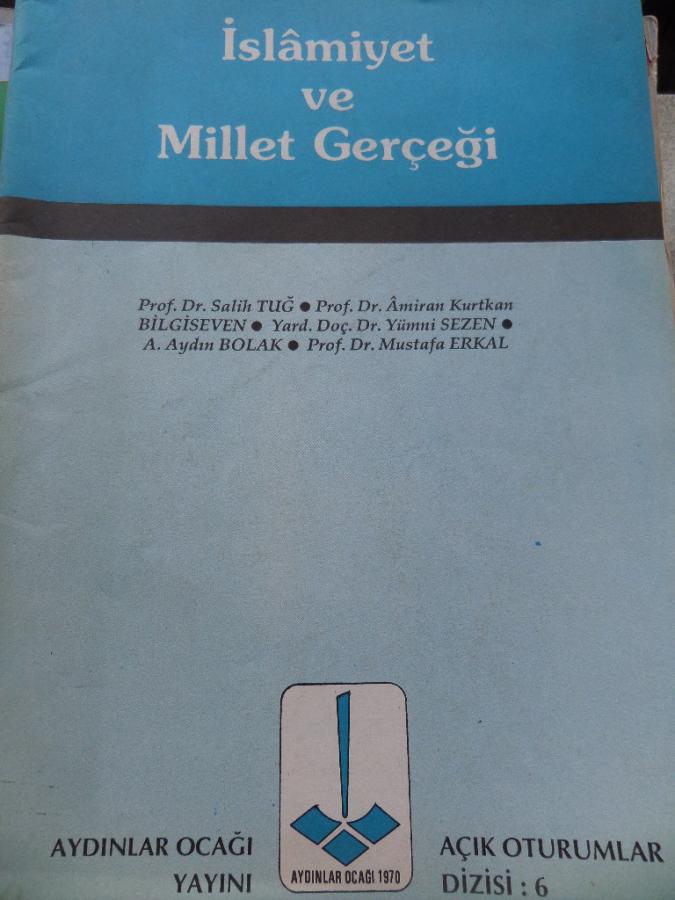 İslâmiyet
ve
Millet Gerçeği
Prof. Dr. Salih TUĞ ● Prof. Dr. Âmiran Kurtkan
BİLGİSEVEN ● Yard. Doç. Dr. Yümni SEZEN ●
A. Aydın BOLAK ● Prof. Dr. Mustafa ERKAL
AYDINLAR OCAĞI
YAYINI
AYDINLAR OCAĞI 1970
AÇIK OTURUMLAR
DİZİSİ : 6